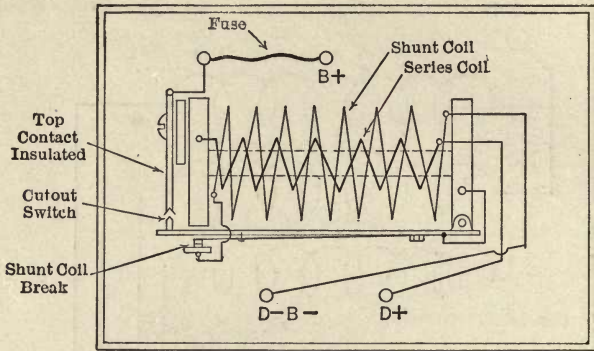 Fuse
B+
Shunt Coil
Series Coil
Top
Contact
Insulated
Cutout
Switch
Shunt Coil
Break
D-B-
D+